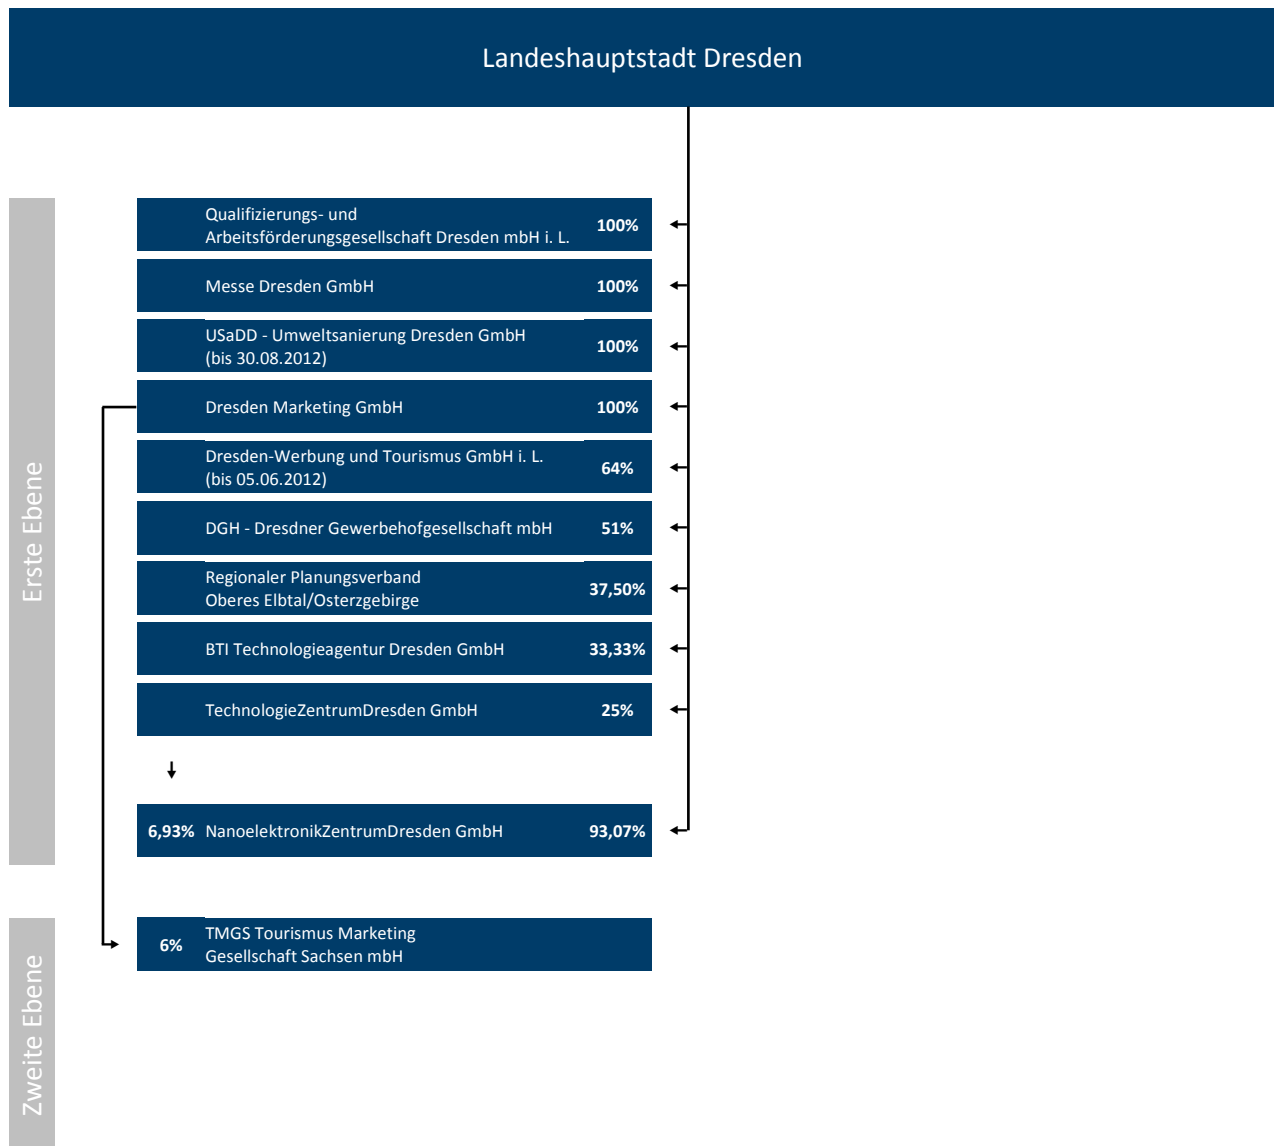 Landeshauptstadt Dresden
Erste Ebene
Qualifizierungs- und
Arbeitsförderungsgesellschaft Dresden mbH i. L.
100%
Messe Dresden GmbH
100%
USaDD - Umweltsanierung Dresden GmbH
(bis 30.08.2012)
100%
Dresden Marketing GmbH
100%
Dresden-Werbung und Tourismus GmbH i. L.
(bis 05.06.2012)
64%
DGH - Dresdner Gewerbehofgesellschaft mbH
51%
Regionaler Planungsverband
Oberes Elbtal/Osterzgebirge
37,50%
BTI Technologieagentur Dresden GmbH
33,33%
TechnologieZentrumDresden GmbH
25%
6,93% NanoelektronikZentrumDresden GmbH
93,07%
Zweite Ebene
6%
TMGS Tourismus Marketing
Gesellschaft Sachsen mbH